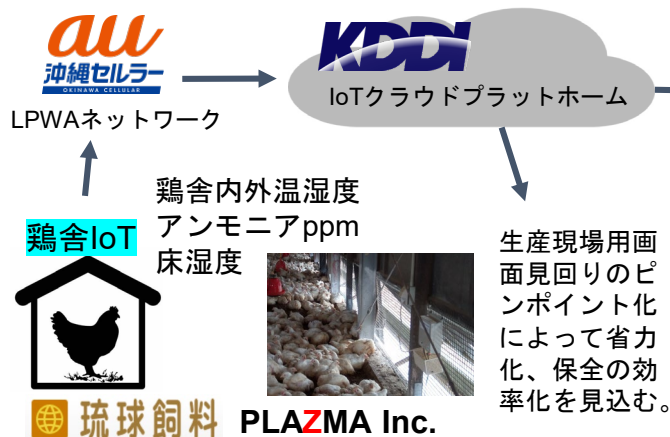 au
沖縄セルラー
OKINAWA CELLULAR
LPWAネットワーク
KDDI
IoTクラウドプラットホーム
鶏舎内外温湿度
アンモニアppm
床湿度
鶏舎IoT
生産現場用画
面見回りのピ
ンポイント化
によって省力
化、保全の効
率化を見込む。
琉球飼料
PLAZMA Inc.